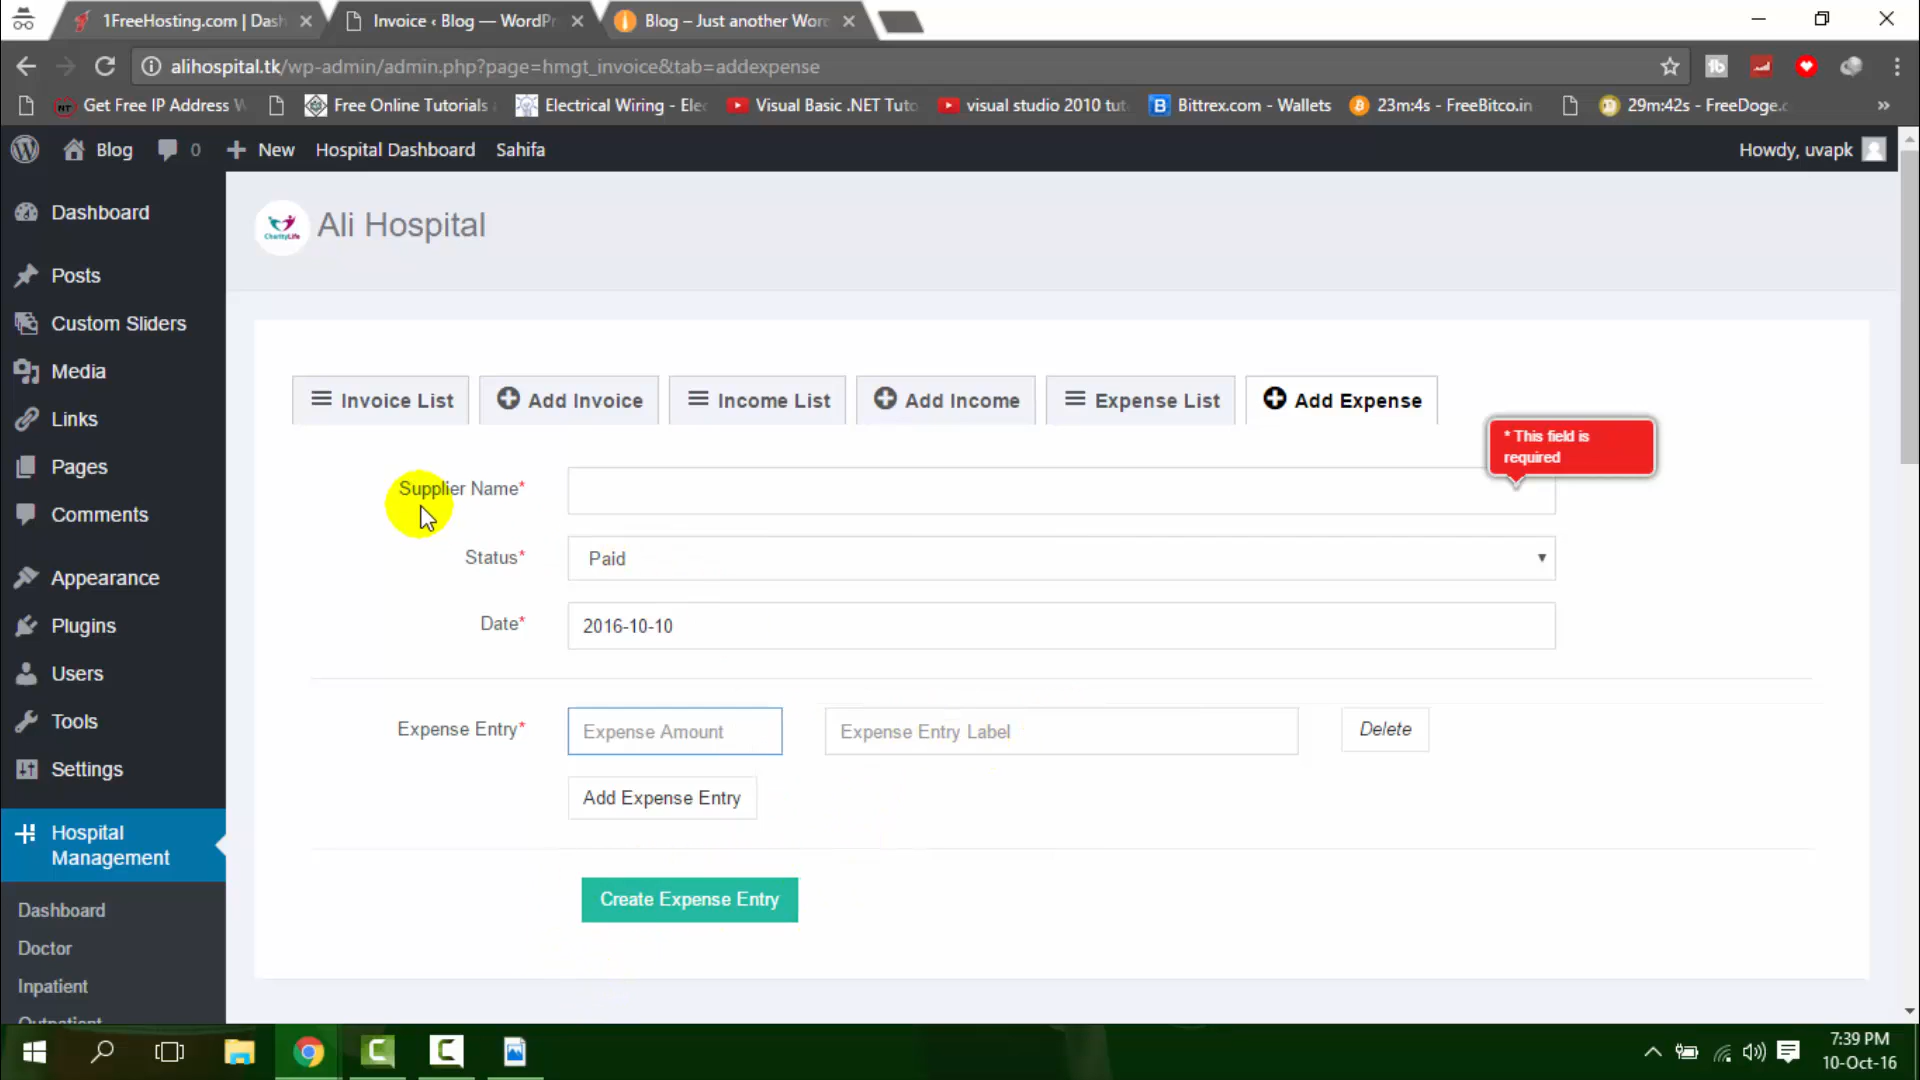 1FreeHosting.com | Dash
Invoice ‹ Blog — WordPr
Blog – Just another Wor
alihospital.tk/wp-admin/admin.php?page=hmgt_invoice&tab=addexpense
Get Free IP Address W
Free Online Tutorials
Electrical Wiring - Elec
Visual Basic .NET Tuto
visual studio 2010 tut
Bittrex.com - Wallets
23m:4s - FreeBitco.in
29m:42s - FreeDoge.c
»
Blog
0
New
Hospital Dashboard
Sahifa
Howdy, uvapk
Dashboard
Posts
Custom Sliders
Media
Links
Pages
Comments
Appearance
Plugins
Users
Tools
Settings
Hospital
Management
Dashboard
Doctor
Inpatient
Outpatient
CharityLife
Ali Hospital
Invoice List
Add Invoice
Income List
Add Income
Expense List
Add Expense
* This field is
required
Supplier Name*
Status*
Paid
Date*
2016-10-10
Expense Entry*
Expense Amount
Expense Entry Label
Delete
Add Expense Entry
Create Expense Entry
7:39 PM
10-Oct-16